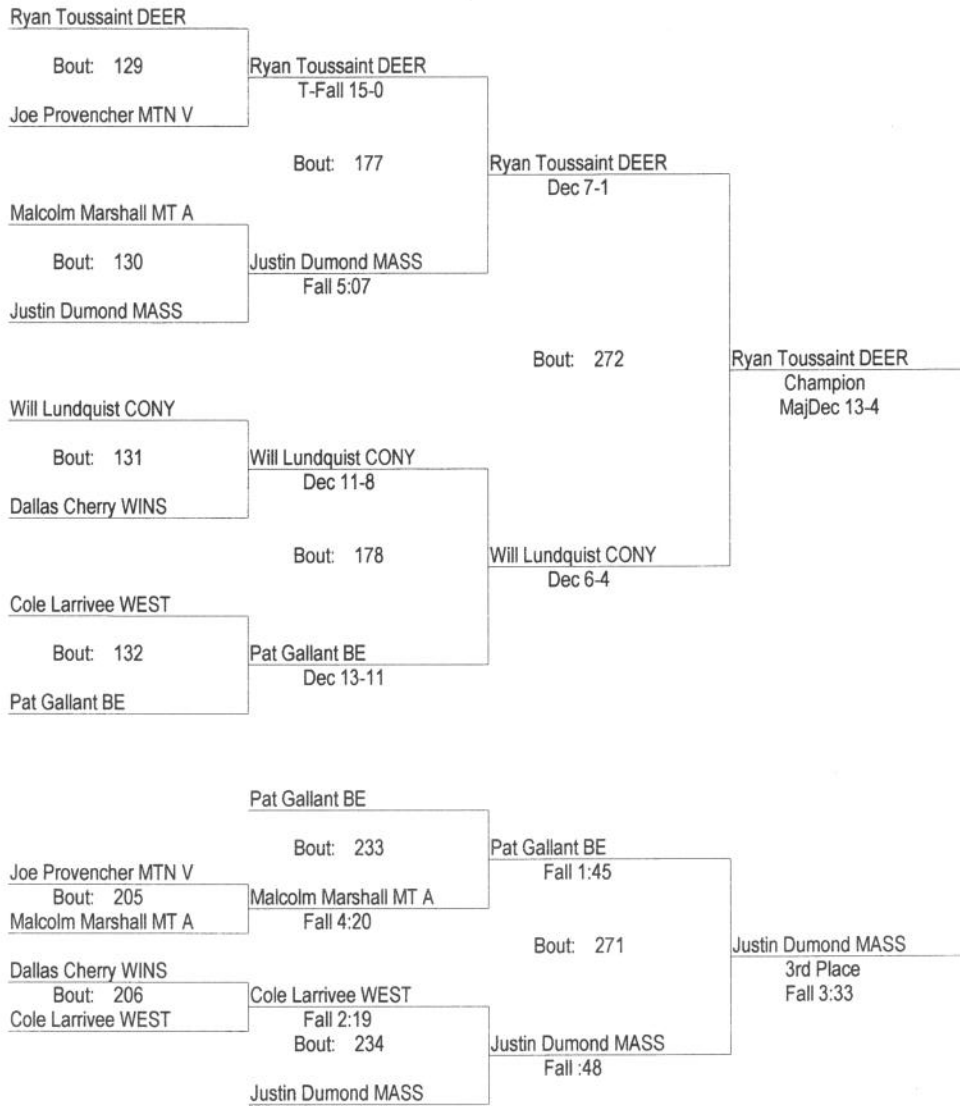 Ryan Toussaint DEER
Bout: 129
Ryan Toussaint DEER
T-Fall 15-0
Joe Provencher MTN V
Bout: 177
Ryan Toussaint DEER
Dec 7-1
Malcolm Marshall MT A
Bout: 130
Justin Dumond MASS
Fall 5:07
Justin Dumond MASS
Bout: 272
Ryan Toussaint DEER
Champion
MajDec 13-4
Will Lundquist CONY
Bout: 131
Will Lundquist CONY
Dec 11-8
Dallas Cherry WINS
Bout: 178
Will Lundquist CONY
Dec 6-4
Cole Larrivee WEST
Bout: 132
Pat Gallant BE
Dec 13-11
Pat Gallant BE
Pat Gallant BE
Bout: 233
Pat Gallant BE
Fall 1:45
Joe Provencher MTN V
Bout: 205
Malcolm Marshall MT A
Fall 4:20
Malcolm Marshall MT A
Bout: 271
Justin Dumond MASS
3rd Place
Fall 3:33
Dallas Cherry WINS
Bout: 206
Cole Larrivee WEST
Fall 2:19
Cole Larrivee WEST
Bout: 234
Justin Dumond MASS
Fall :48
Justin Dumond MASS